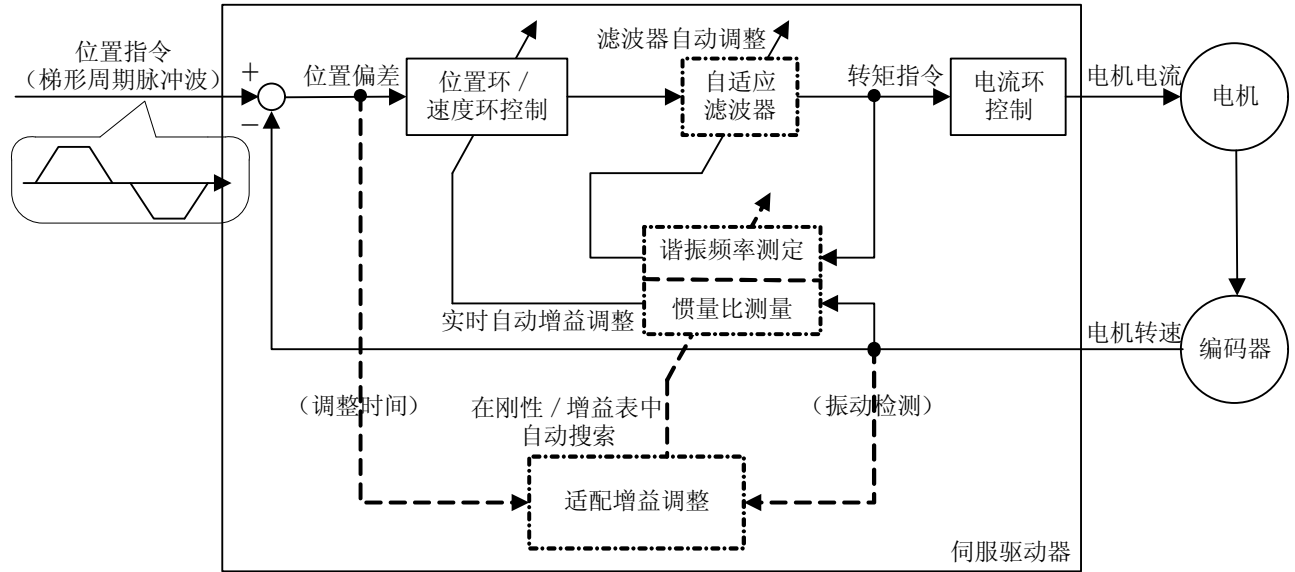 位置指令
（梯形周期脉冲波）
+
−
位置偏差
位置环 /
速度环控制
滤波器自动调整
自适应
滤波器
转矩指令
电流环
控制
电机电流
电机
谐振频率测定
惯量比测量
实时自动增益调整
电机转速
编码器
（调整时间）
在刚性 / 增益表中
自动搜索
（振动检测）
适配增益调整
伺服驱动器